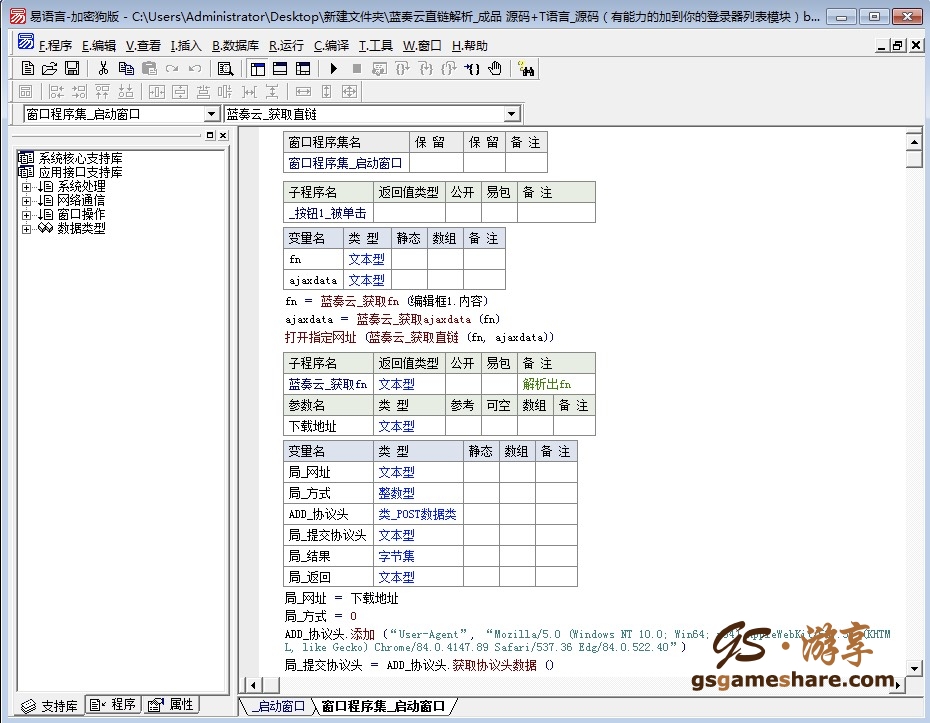 易语言-加密狗版 - C:\Users\Administrator\Desktop\新建文件夹\蓝奏云直链解析_成品 源码+T语言_源码（有能力的加到你的登录器列表模块）b...
F.程序 E.编辑 V.查看 I.插入 B.数据库 R.运行 C.编译 T.工具 W.窗口 H.帮助
窗口程序集_启动窗口 蓝奏云_获取直链
系统核心支持库
应用接口支持库
系统处理
网络通信
窗口操作
数据类型
窗口程序集名 保 留 保 留 备 注
窗口程序集_启动窗口
子程序名 返回值类型 公开 易包 备 注
_按钮1_被单击
变量名 类 型 静态 数组 备 注
fn 文本型
ajaxdata 文本型
fn = 蓝奏云_获取fn (编辑框1.内容)
ajaxdata = 蓝奏云_获取ajaxdata (fn)
打开指定网址 (蓝奏云_获取直链 (fn, ajaxdata))
子程序名 返回值类型 公开 易包 备 注
蓝奏云_获取fn 文本型 解析出fn
参数名 类 型 参考 可空 数组 备 注
下载地址 文本型
变量名 类 型 静态 数组 备 注
局_网址 文本型
局_方式 整数型
ADD_协议头 类_POST数据类
局_提交协议头 文本型
局_结果 字节集
局_返回 文本型
局_网址 = 下载地址
局_方式 = 0
ADD_协议头.添加 (“User-Agent”, “Mozilla/5.0 (Windows NT 10.0; Win64; x64) AppleWebKit/537.36 (KHTM
L, like Gecko) Chrome/84.0.4147.89 Safari/537.36 Edg/84.0.522.40”)
局_提交协议头 = ADD_协议头.获取协议头数据 ()
GS·游享
gsgameshare.com
支持库 程序 属性
_启动窗口 窗口程序集_启动窗口